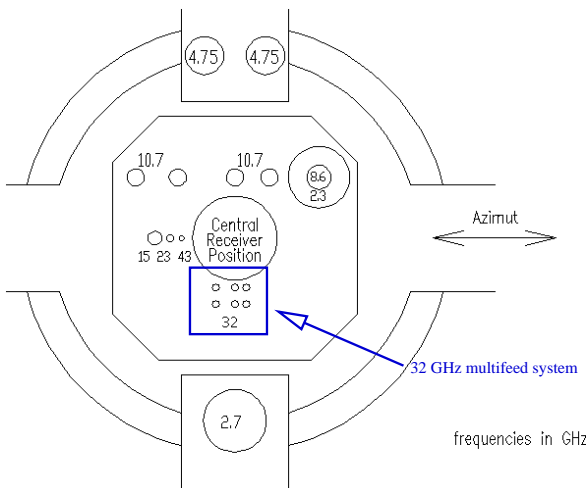 4.75 4.75
10.7 10.7
8.6
2.3
Azimut
Central
Receiver
Position
15 23 43
32
32 GHz multifeed system
2.7
frequencies in GHz